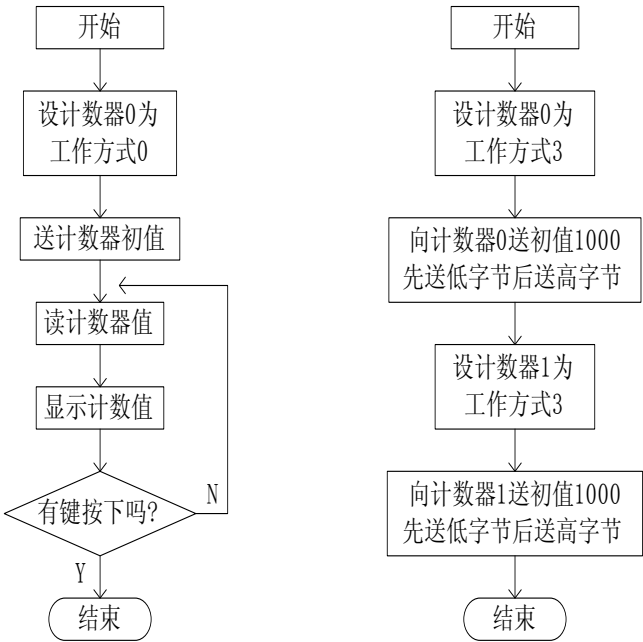 开始
设计数器0为
工作方式0
送计数器初值
读计数器值
显示计数值
有键按下吗?
N
Y
结束
开始
设计数器0为
工作方式3
向计数器0送初值1000
先送低字节后送高字节
设计数器1为
工作方式3
向计数器1送初值1000
先送低字节后送高字节
结束